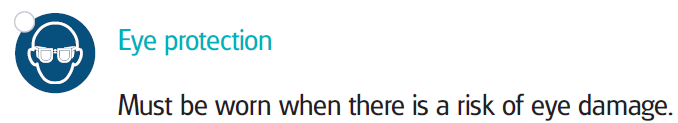 Eye protection
Must be worn when there is a risk of eye damage.